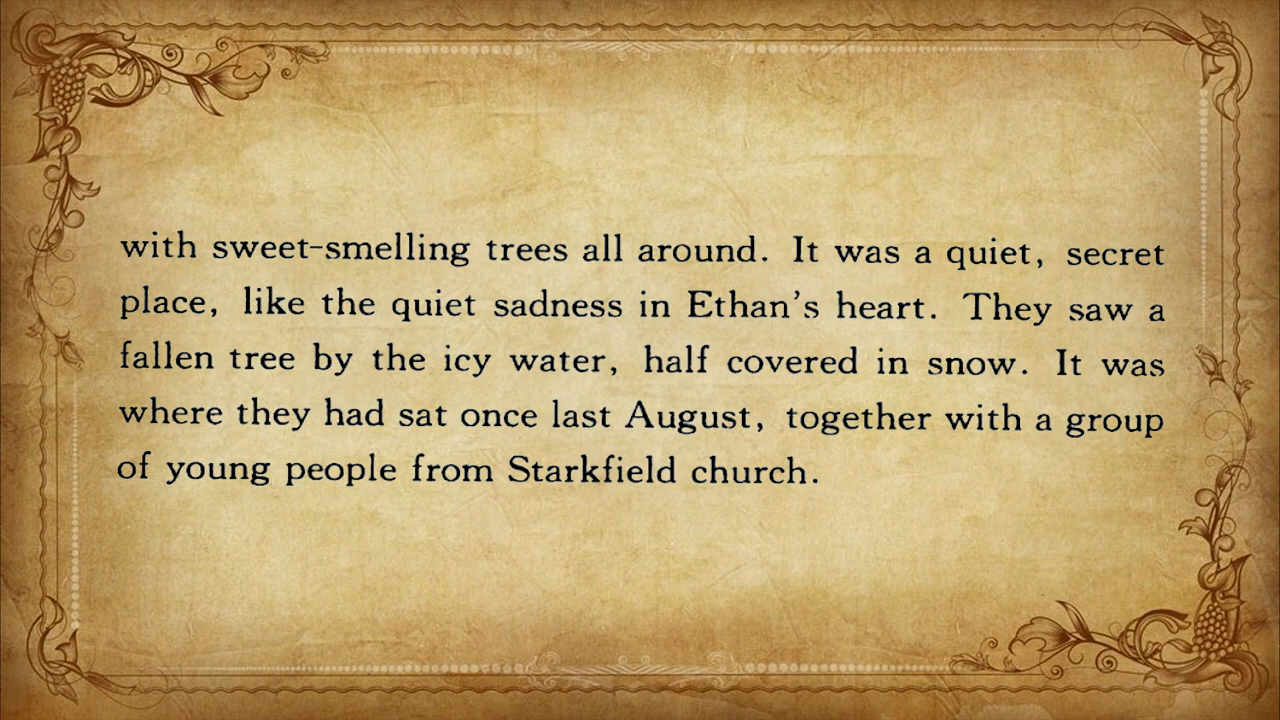 with sweet-smelling trees all around. It was a quiet, secret
place, like the quiet sadness in Ethan's heart. They saw a
fallen tree by the icy water, half covered in snow. It was
where they had sat once last August, together with a group
of young people from Starkfield church.